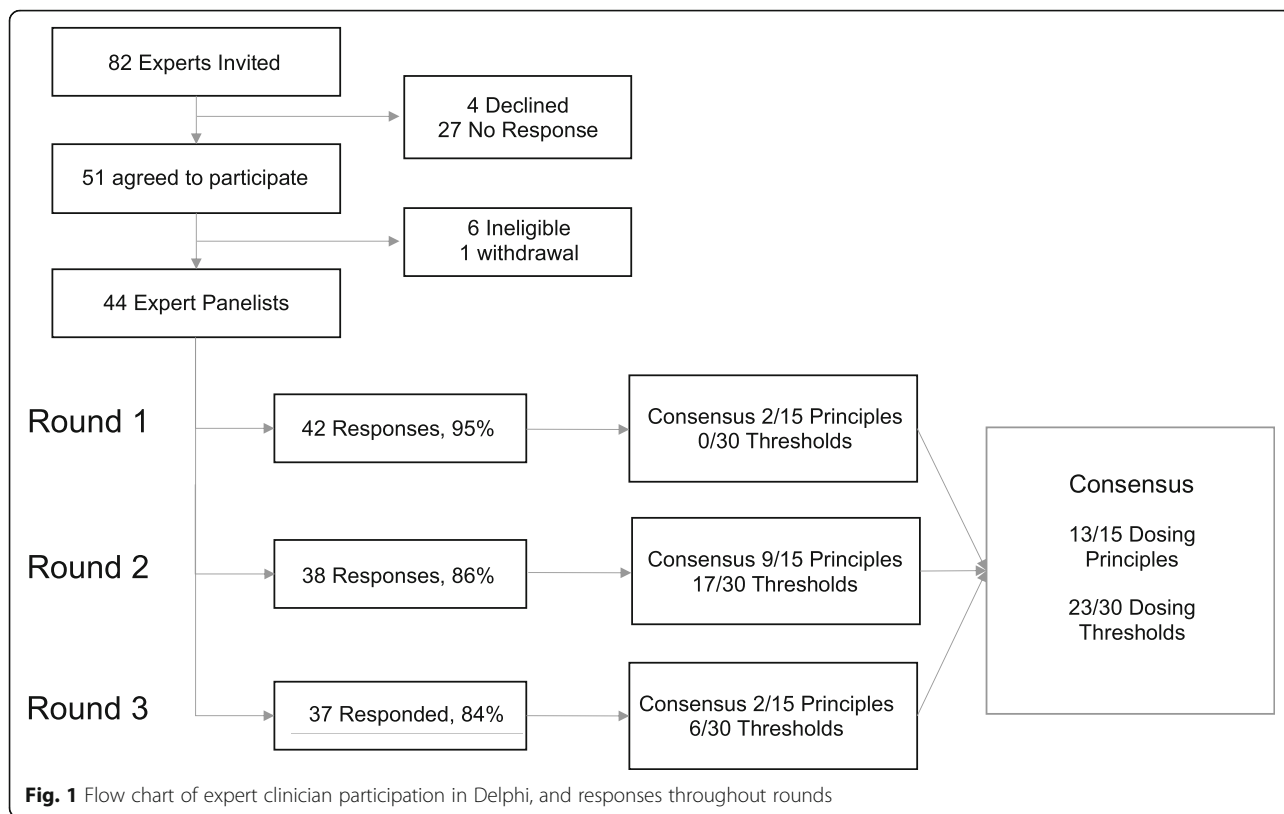 82 Experts Invited
4 Declined
27 No Response
51 agreed to participate
6 Ineligible
1 withdrawal
44 Expert Panelists
Round 1
42 Responses, 95%
Consensus 2/15 Principles
0/30 Thresholds
Round 2
38 Responses, 86%
Consensus 9/15 Principles
17/30 Thresholds
Round 3
37 Responded, 84%
Consensus 2/15 Principles
6/30 Thresholds
Consensus
13/15 Dosing
Principles
23/30 Dosing
Thresholds
Fig. 1 Flow chart of expert clinician participation in Delphi, and responses throughout rounds